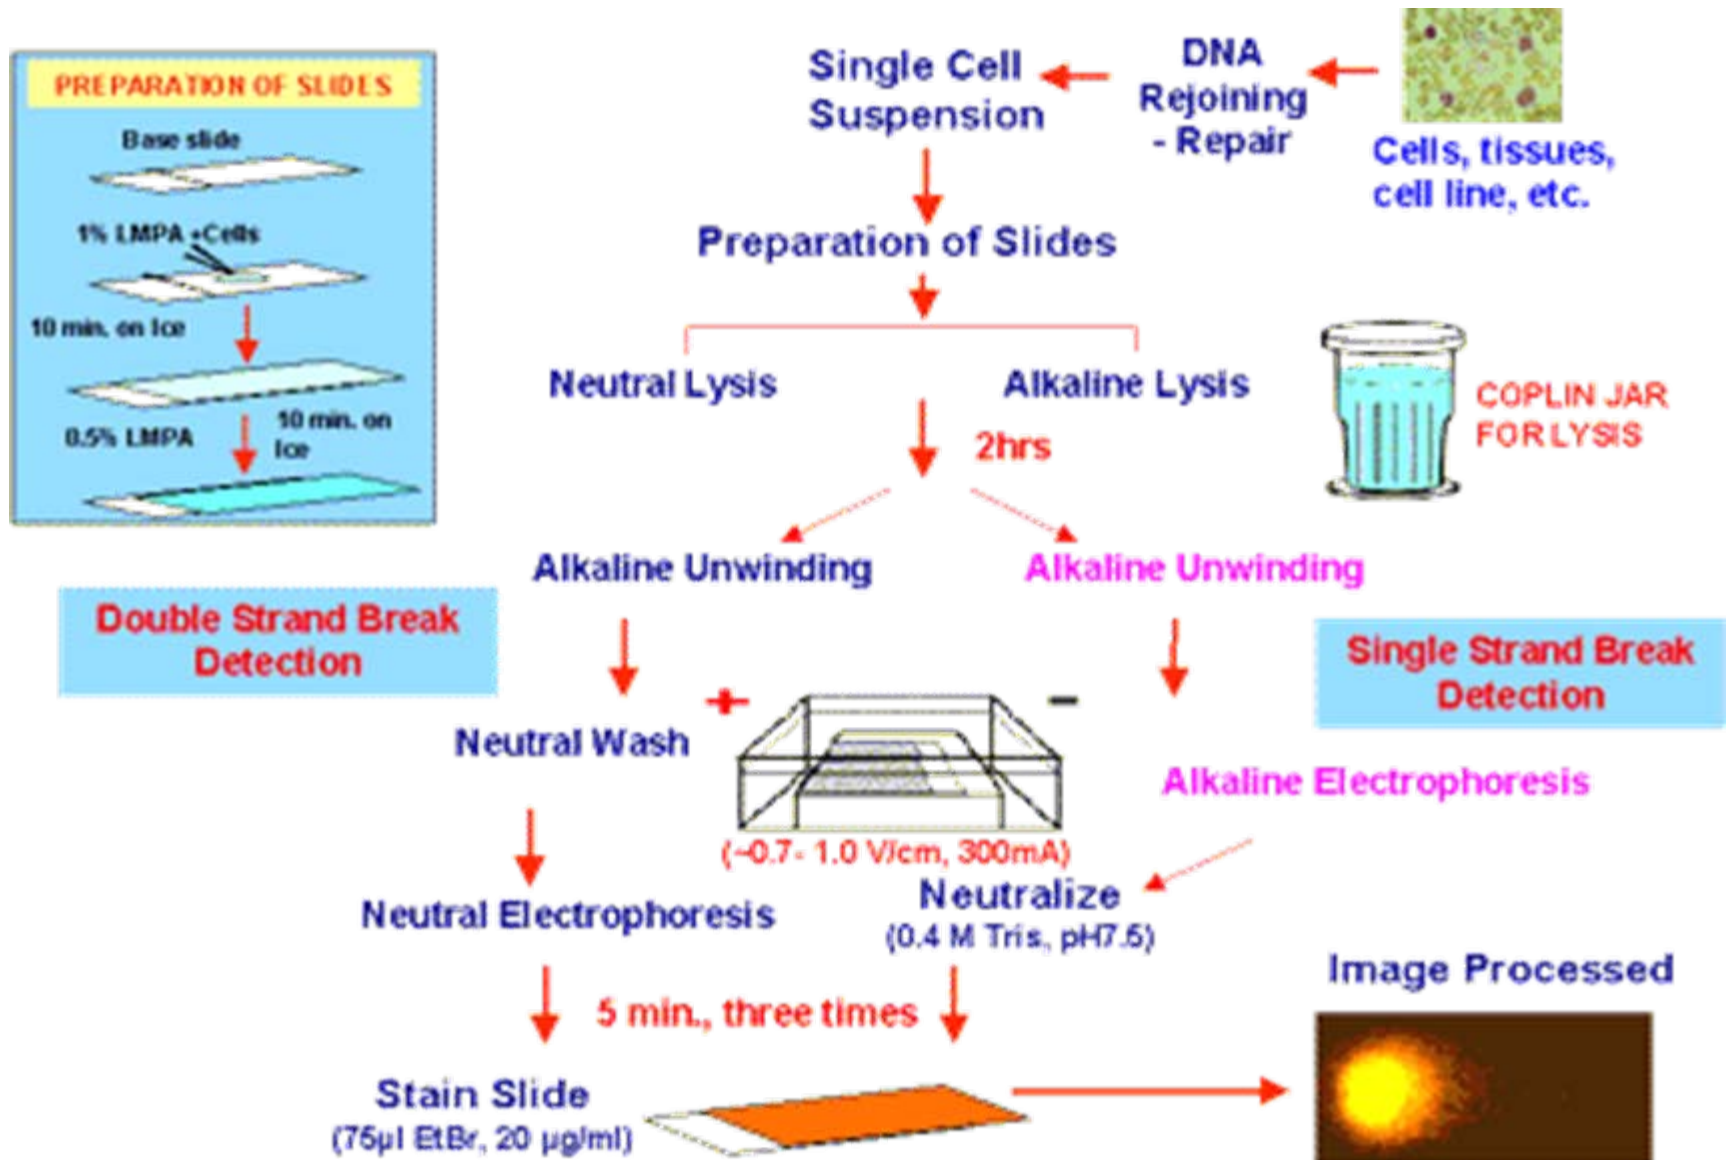 PREPARATION OF SLIDES
Base slide
1% LMPA +Cells
10 min. on Ice
0.5% LMPA
10 min. on
Ice
Cells, tissues,
cell line, etc.
DNA
Rejoining
- Repair
Single Cell
Suspension
Preparation of Slides
Neutral Lysis
Alkaline Lysis
2hrs
COPLIN JAR
FOR LYSIS
Alkaline Unwinding
Alkaline Unwinding
Double Strand Break
Detection
Single Strand Break
Detection
Neutral Wash
+
-
(~0.7- 1.0 V/cm, 300mA)
Alkaline Electrophoresis
Neutral Electrophoresis
Neutralize
(0.4 M Tris, pH7.5)
5 min., three times
Stain Slide
(75µl EtBr, 20 µg/ml)
Image Processed